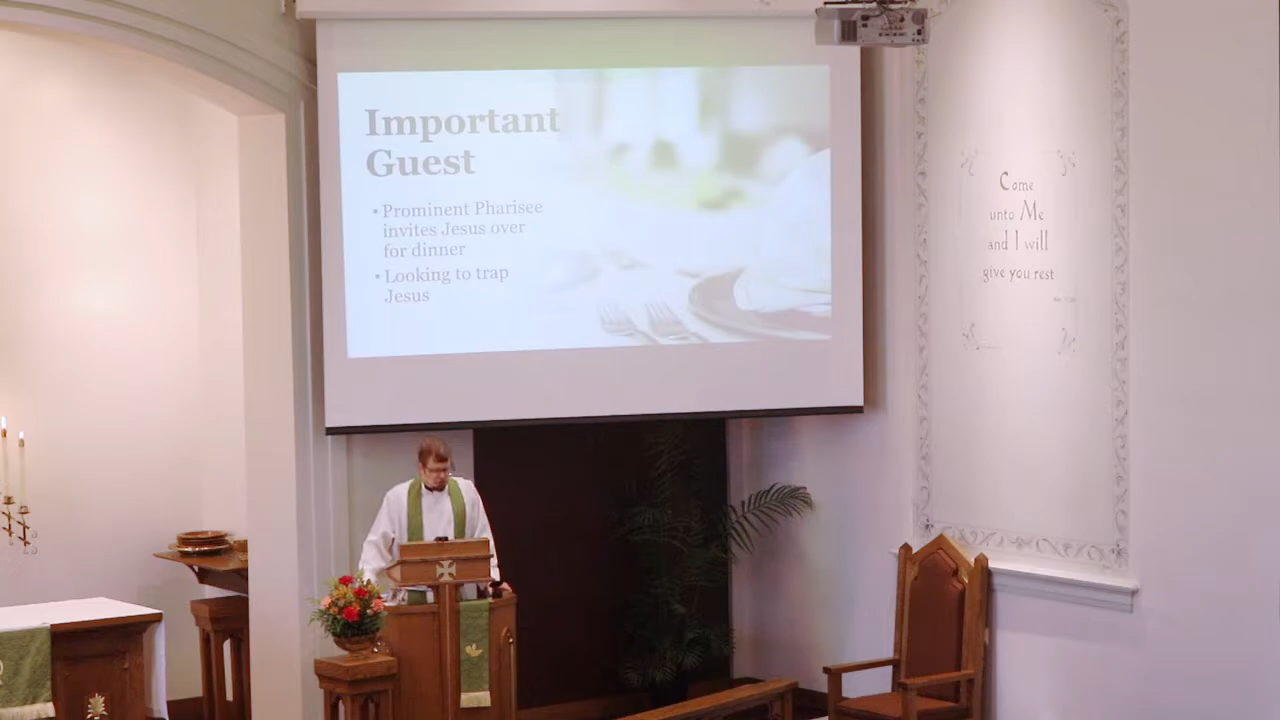 Important
Guest
▪ Prominent Pharisee
invites Jesus over
for dinner
▪ Looking to trap
Jesus
Come
unto Me
and I will
give you rest